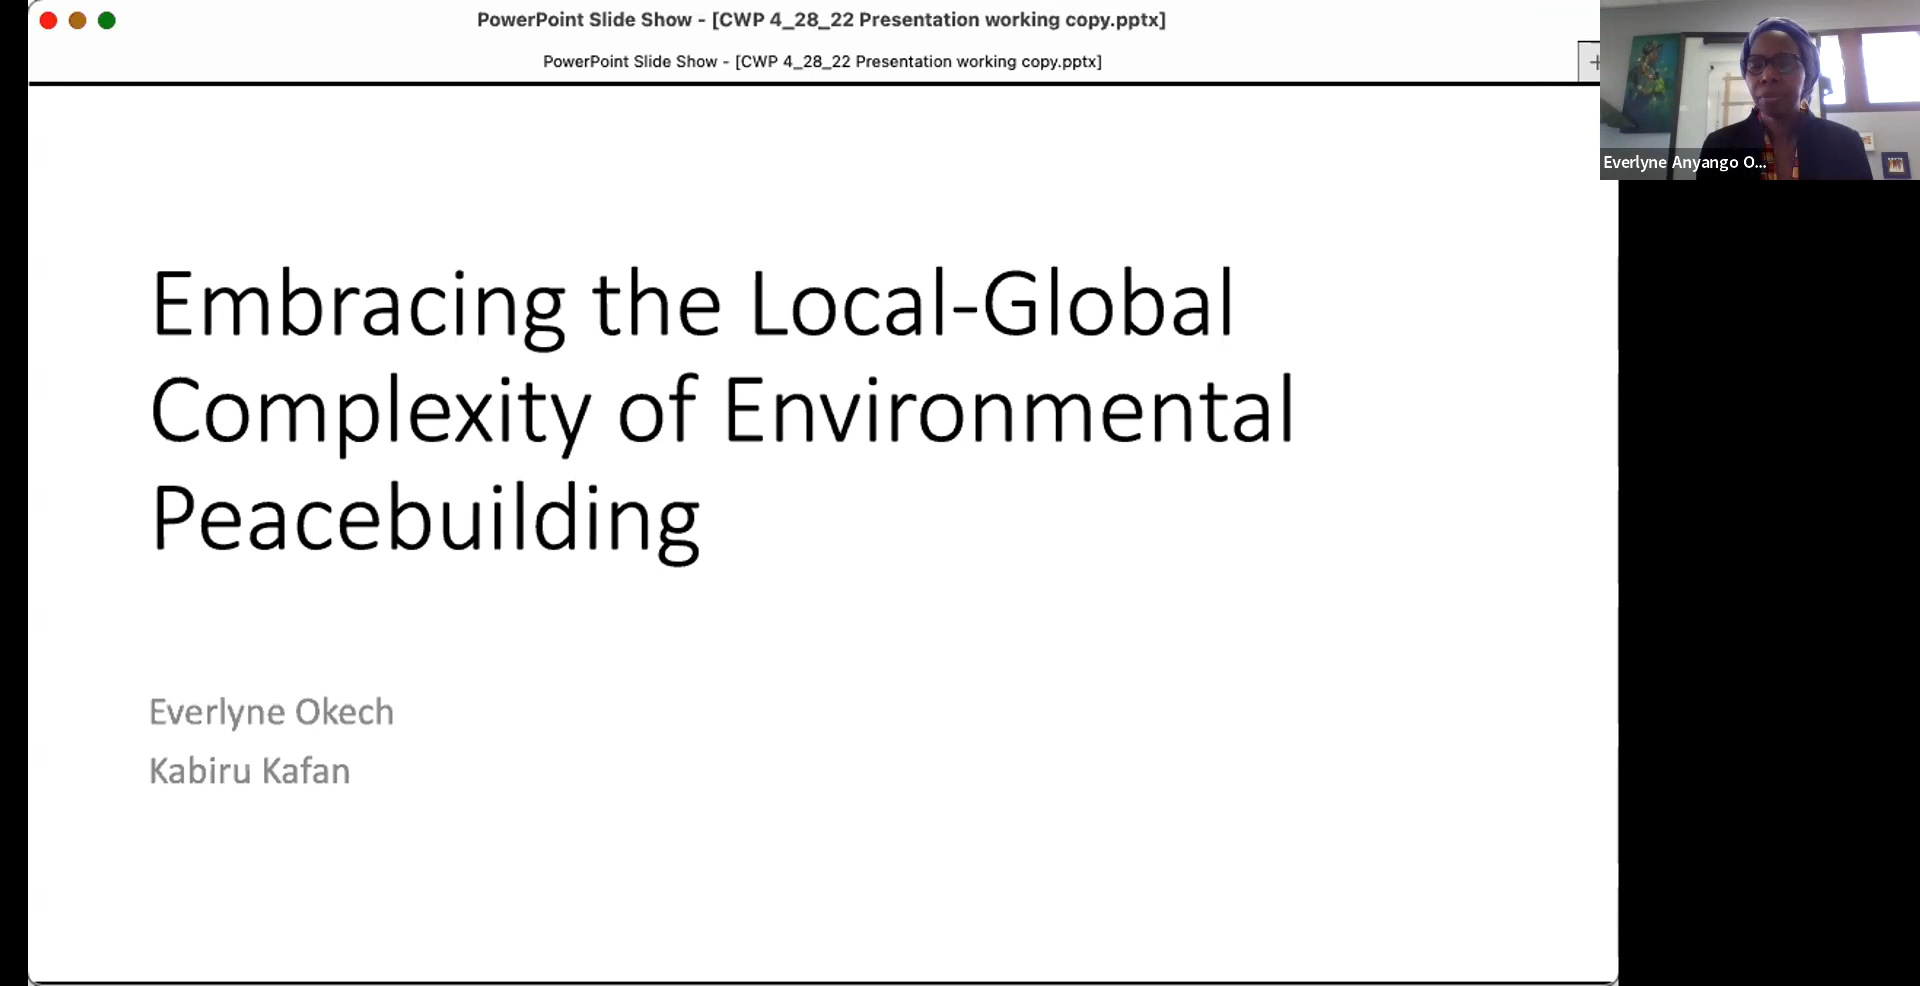 PowerPoint Slide Show - [CWP 4_28_22 Presentation working copy.pptx]
PowerPoint Slide Show - [CWP 4_28_22 Presentation working copy.pptx]
Everlyne Anyango O...
Embracing the Local-Global
Complexity of Environmental
Peacebuilding
Everlyne Okech
Kabiru Kafan